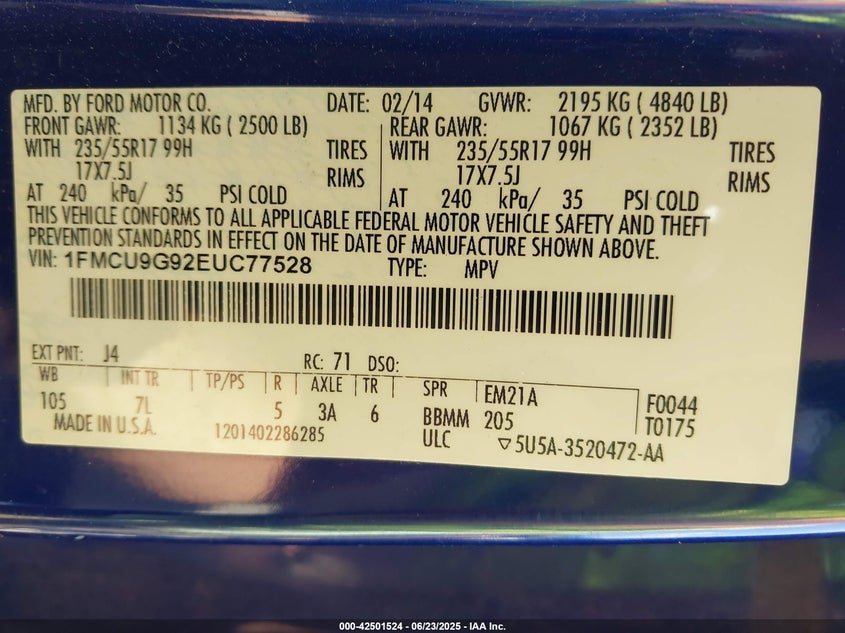 MFD. BY FORD MOTOR CO. DATE: 02/14 GVWR: 2195 KG ( 4840 LB)
FRONT GAWR: 1134 KG ( 2500 LB) REAR GAWR: 1067 KG ( 2352 LB)
WITH 235/55R17 99H TIRES WITH 235/55R17 99H TIRES
17X7.5J RIMS 17X7.5J RIMS
AT 240 kPa/ 35 PSI COLD AT 240 kPa/ 35 PSI COLD
THIS VEHICLE CONFORMS TO ALL APPLICABLE FEDERAL MOTOR VEHICLE SAFETY AND THEFT
PREVENTION STANDARDS IN EFFECT ON THE DATE OF MANUFACTURE SHOWN ABOVE.
VIN: 1FMCU9G92EUC77528 TYPE: MPV
EXT PNT: J4 RC: 71 DSO:
WB INT TR TP/PS R AXLE TR SPR EM21A F0044
105 7L 5 3A 6 BBMM 205 T0175
MADE IN U.S.A. 1201402286285 ULC ▽5U5A-3520472-AA
000-42501524 - 06/23/2025 - IAA Inc.